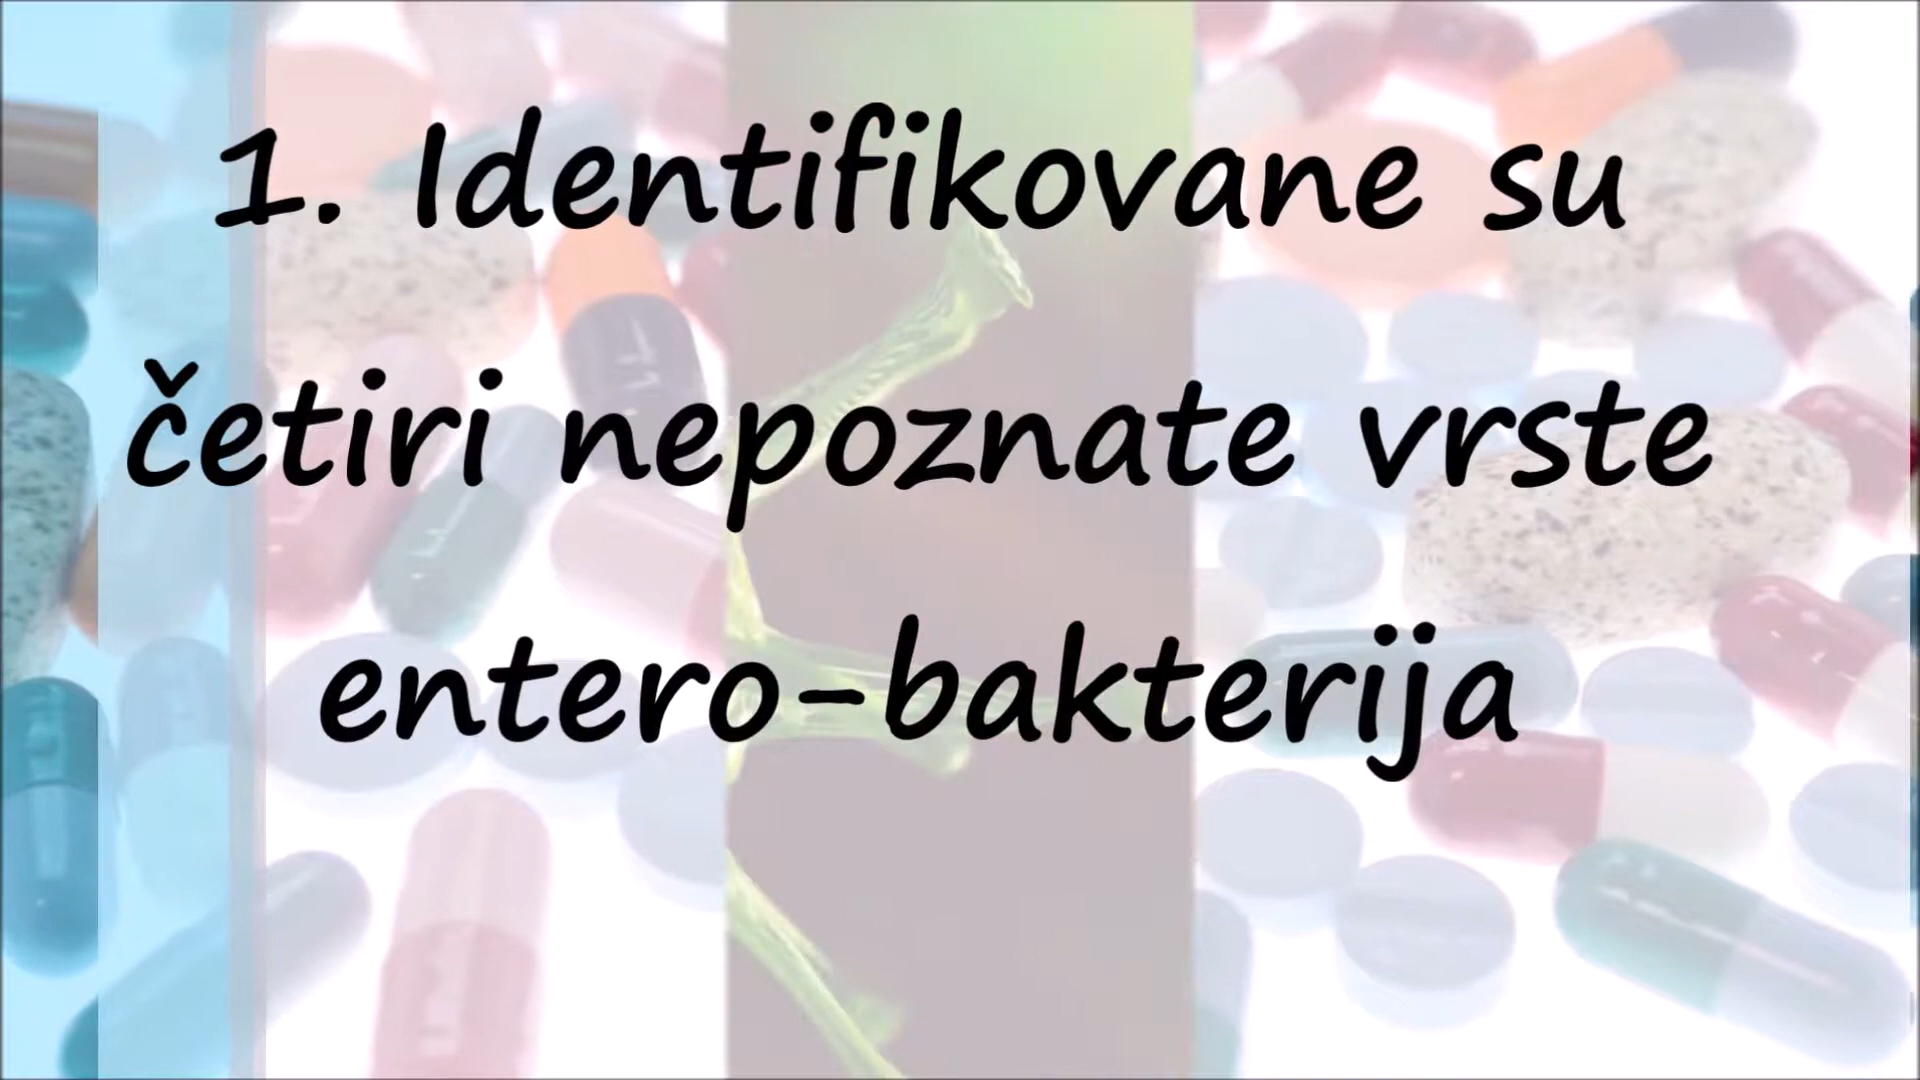 1. Identifikovane su
četiri nepoznate vrste
entero-bakterija